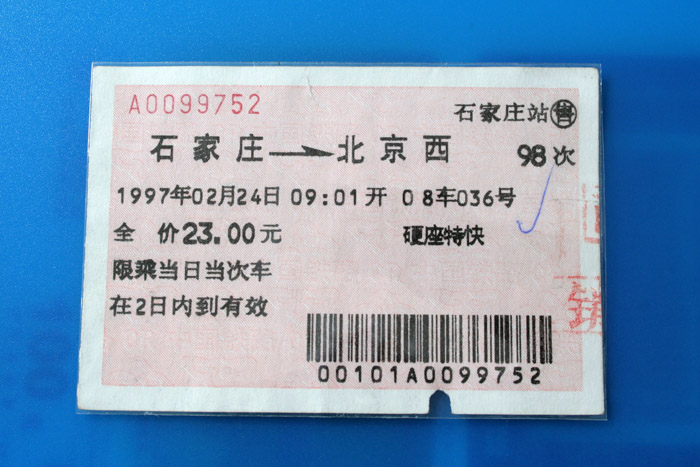 A0099752
石家庄站售
石家庄→北京西 98次
1997年02月24日 09:01开 08车036号
全 价23.00元 硬座特快
限乘当日当次车
在2日内到有效
00101A0099752